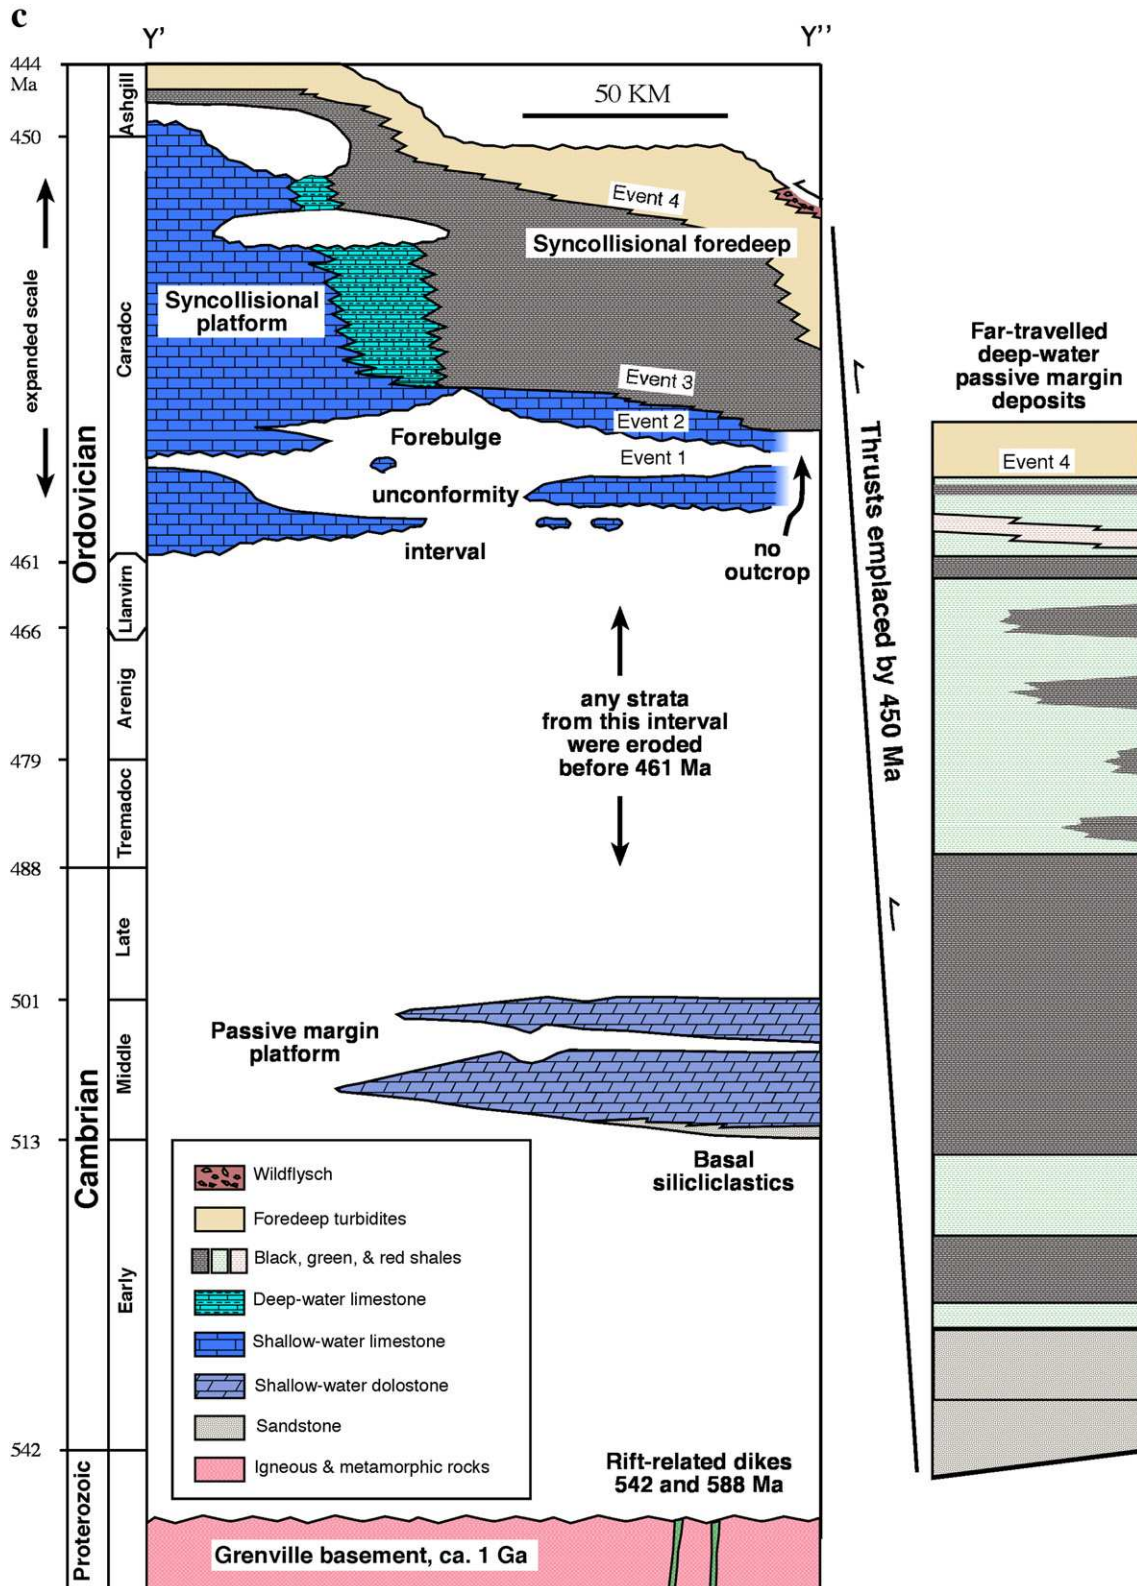 c
Y'
Y''
444
Ma
450
461
466
479
488
501
513
542
expanded scale
Ordovician
Cambrian
Proterozoic
Ashgill
Caradoc
Llanvirn
Arenig
Tremadoc
Late
Middle
Early
50 KM
Event 4
Syncollisional foredeep
Syncollisional
platform
Event 3
Event 2
Forebulge
Event 1
unconformity
interval
no
outcrop
any strata
from this interval
were eroded
before 461 Ma
Passive margin
platform
Basal
silicliclastics
Wildflysch
Foredeep turbidites
Black, green, & red shales
Deep-water limestone
Shallow-water limestone
Shallow-water dolostone
Sandstone
Igneous & metamorphic rocks
Rift-related dikes
542 and 588 Ma
Grenville basement, ca. 1 Ga
Thrusts emplaced by 450 Ma
Far-travelled
deep-water
passive margin
deposits
Event 4